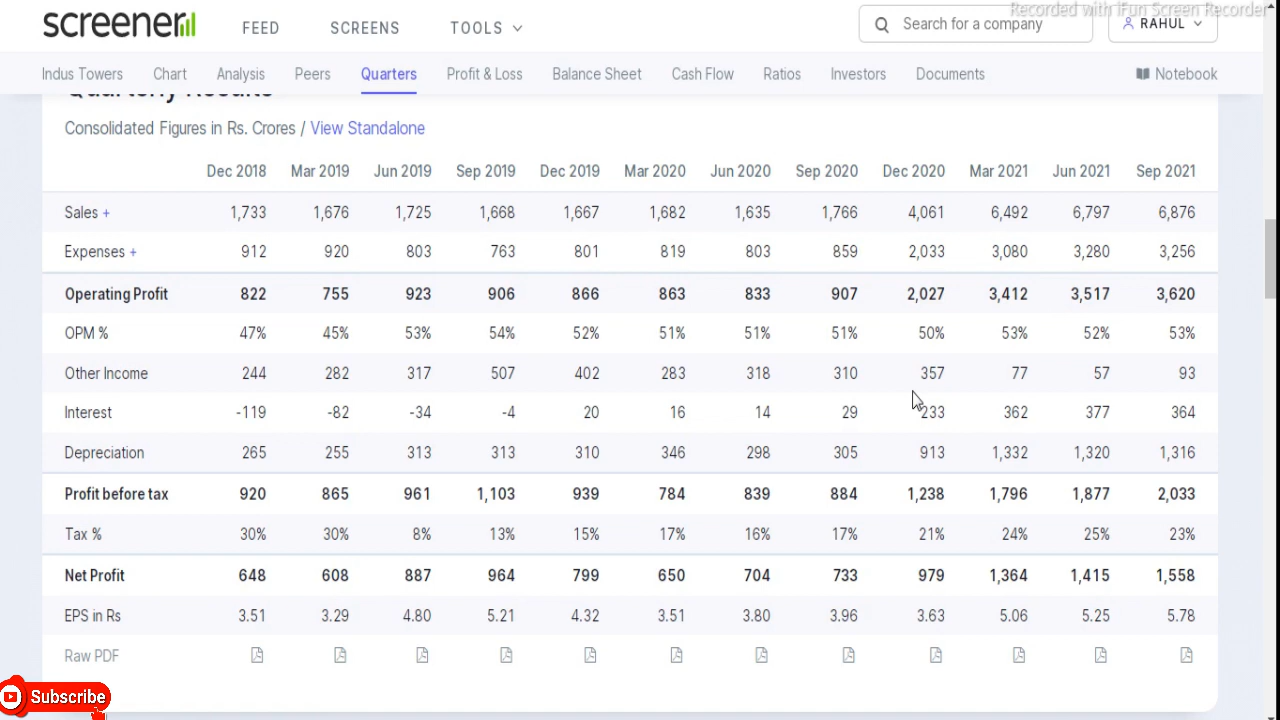 Recorded with iFun Screen Recorder
screener FEED SCREENS TOOLS Search for a company RAHUL
Indus Towers Chart Analysis Peers Quarters Profit & Loss Balance Sheet Cash Flow Ratios Investors Documents Notebook
Quarterly Results
Consolidated Figures in Rs. Crores / View Standalone
Dec 2018 Mar 2019 Jun 2019 Sep 2019 Dec 2019 Mar 2020 Jun 2020 Sep 2020 Dec 2020 Mar 2021 Jun 2021 Sep 2021
Sales + 1,733 1,676 1,725 1,668 1,667 1,682 1,635 1,766 4,061 6,492 6,797 6,876
Expenses + 912 920 803 763 801 819 803 859 2,033 3,080 3,280 3,256
Operating Profit 822 755 923 906 866 863 833 907 2,027 3,412 3,517 3,620
OPM % 47% 45% 53% 54% 52% 51% 51% 51% 50% 53% 52% 53%
Other Income 244 282 317 507 402 283 318 310 357 77 57 93
Interest -119 -82 -34 -4 20 16 14 29 233 362 377 364
Depreciation 265 255 313 313 310 346 298 305 913 1,332 1,320 1,316
Profit before tax 920 865 961 1,103 939 784 839 884 1,238 1,796 1,877 2,033
Tax % 30% 30% 8% 13% 15% 17% 16% 17% 21% 24% 25% 23%
Net Profit 648 608 887 964 799 650 704 733 979 1,364 1,415 1,558
EPS in Rs 3.51 3.29 4.80 5.21 4.32 3.51 3.80 3.96 3.63 5.06 5.25 5.78
Raw PDF
Subscribe